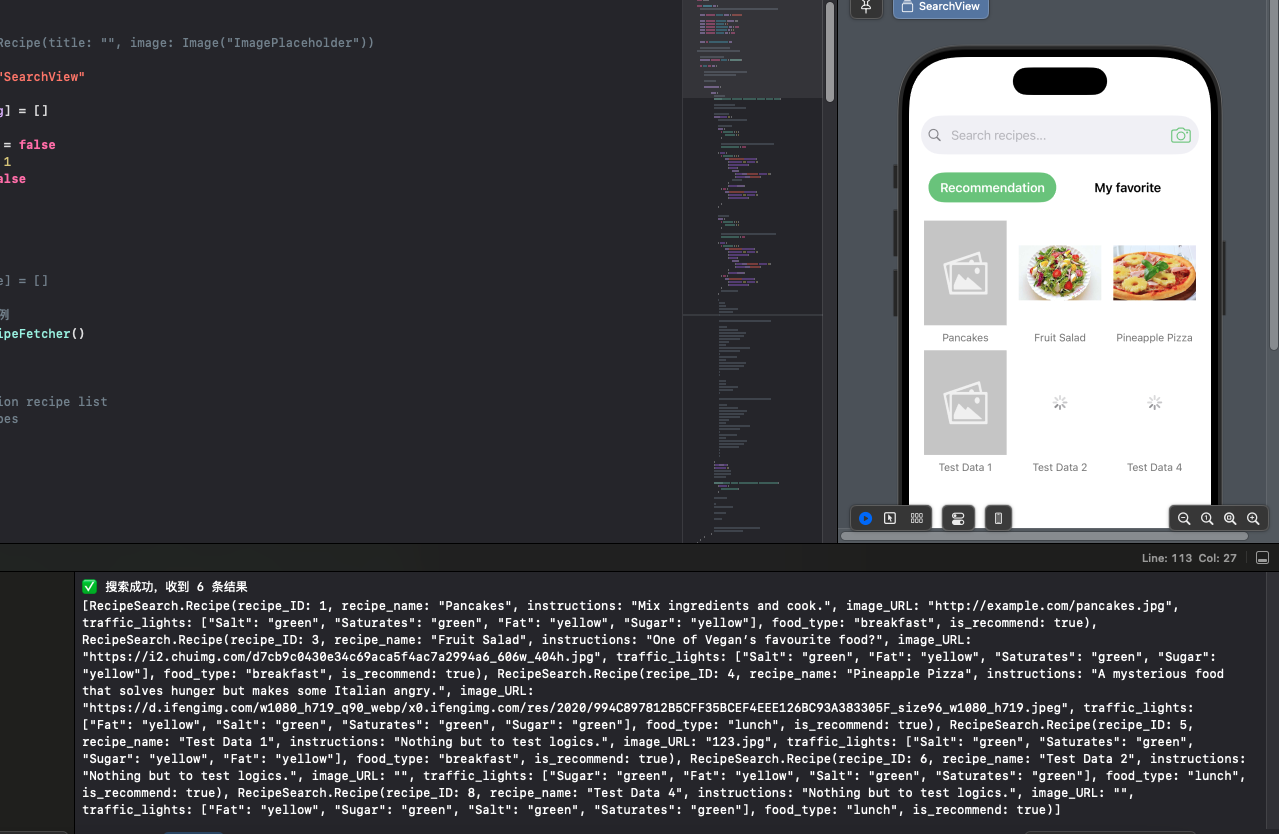 SearchView
Recipe(title: "", image: Image("ImagePlaceholder"))
"SearchView"
g] = []
= false
1
alse
e] = []
例
ipeFetcher()
ion recipe list
pes
Search recipes...
Recommendation
My favorite
Pancakes
Fruit Salad
Pineapple Pizza
Test Data 1
Test Data 2
Test Data 4
Line: 113 Col: 27
✅ 搜索成功，收到 6 条结果
[RecipeSearch.Recipe(recipe_ID: 1, recipe_name: "Pancakes", instructions: "Mix ingredients and cook.", image_URL: "http://example.com/pancakes.jpg",
traffic_lights: ["Salt": "green", "Saturates": "green", "Fat": "yellow", "Sugar": "yellow"], food_type: "breakfast", is_recommend: true),
RecipeSearch.Recipe(recipe_ID: 3, recipe_name: "Fruit Salad", instructions: "One of Vegan’s favourite food?", image_URL:
"https://i2.chuimg.com/d7cb9c0430e34c69aca5f4ac7a2994a6_606w_404h.jpg", traffic_lights: ["Salt": "green", "Fat": "yellow", "Saturates": "green", "Sugar":
"yellow"], food_type: "breakfast", is_recommend: true), RecipeSearch.Recipe(recipe_ID: 4, recipe_name: "Pineapple Pizza", instructions: "A mysterious food
that solves hunger but makes some Italian angry.", image_URL:
"https://d.ifengimg.com/w1080_h719_q90_webp/x0.ifengimg.com/res/2020/994C897812B5CFF35BCEF4EEE126BC93A383305F_size96_w1080_h719.jpeg", traffic_lights:
["Fat": "yellow", "Salt": "green", "Saturates": "green", "Sugar": "green"], food_type: "lunch", is_recommend: true), RecipeSearch.Recipe(recipe_ID: 5,
recipe_name: "Test Data 1", instructions: "Nothing but to test logics.", image_URL: "123.jpg", traffic_lights: ["Salt": "green", "Saturates": "green",
"Sugar": "yellow", "Fat": "yellow"], food_type: "breakfast", is_recommend: true), RecipeSearch.Recipe(recipe_ID: 6, recipe_name: "Test Data 2", instructions:
"Nothing but to test logics.", image_URL: "", traffic_lights: ["Sugar": "green", "Fat": "yellow", "Salt": "green", "Saturates": "green"], food_type: "lunch",
is_recommend: true), RecipeSearch.Recipe(recipe_ID: 8, recipe_name: "Test Data 4", instructions: "Nothing but to test logics.", image_URL: "",
traffic_lights: ["Fat": "yellow", "Sugar": "green", "Salt": "green", "Saturates": "green"], food_type: "lunch", is_recommend: true)]